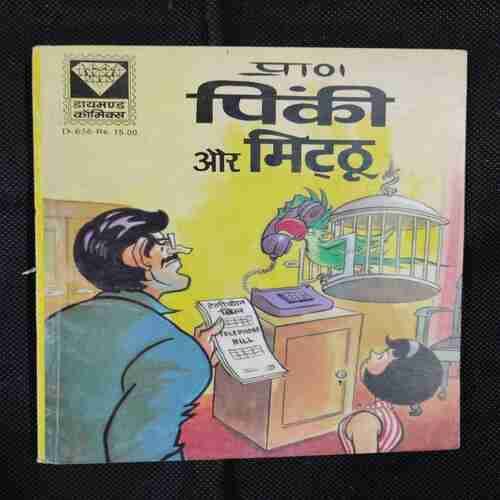 प्राण
पिंकी
और मिट्ठू
डायमण्ड
कॉमिक्स
D-636-Rs. 15.00
टेलीफोन
बिल
TELEPHONE
BILL